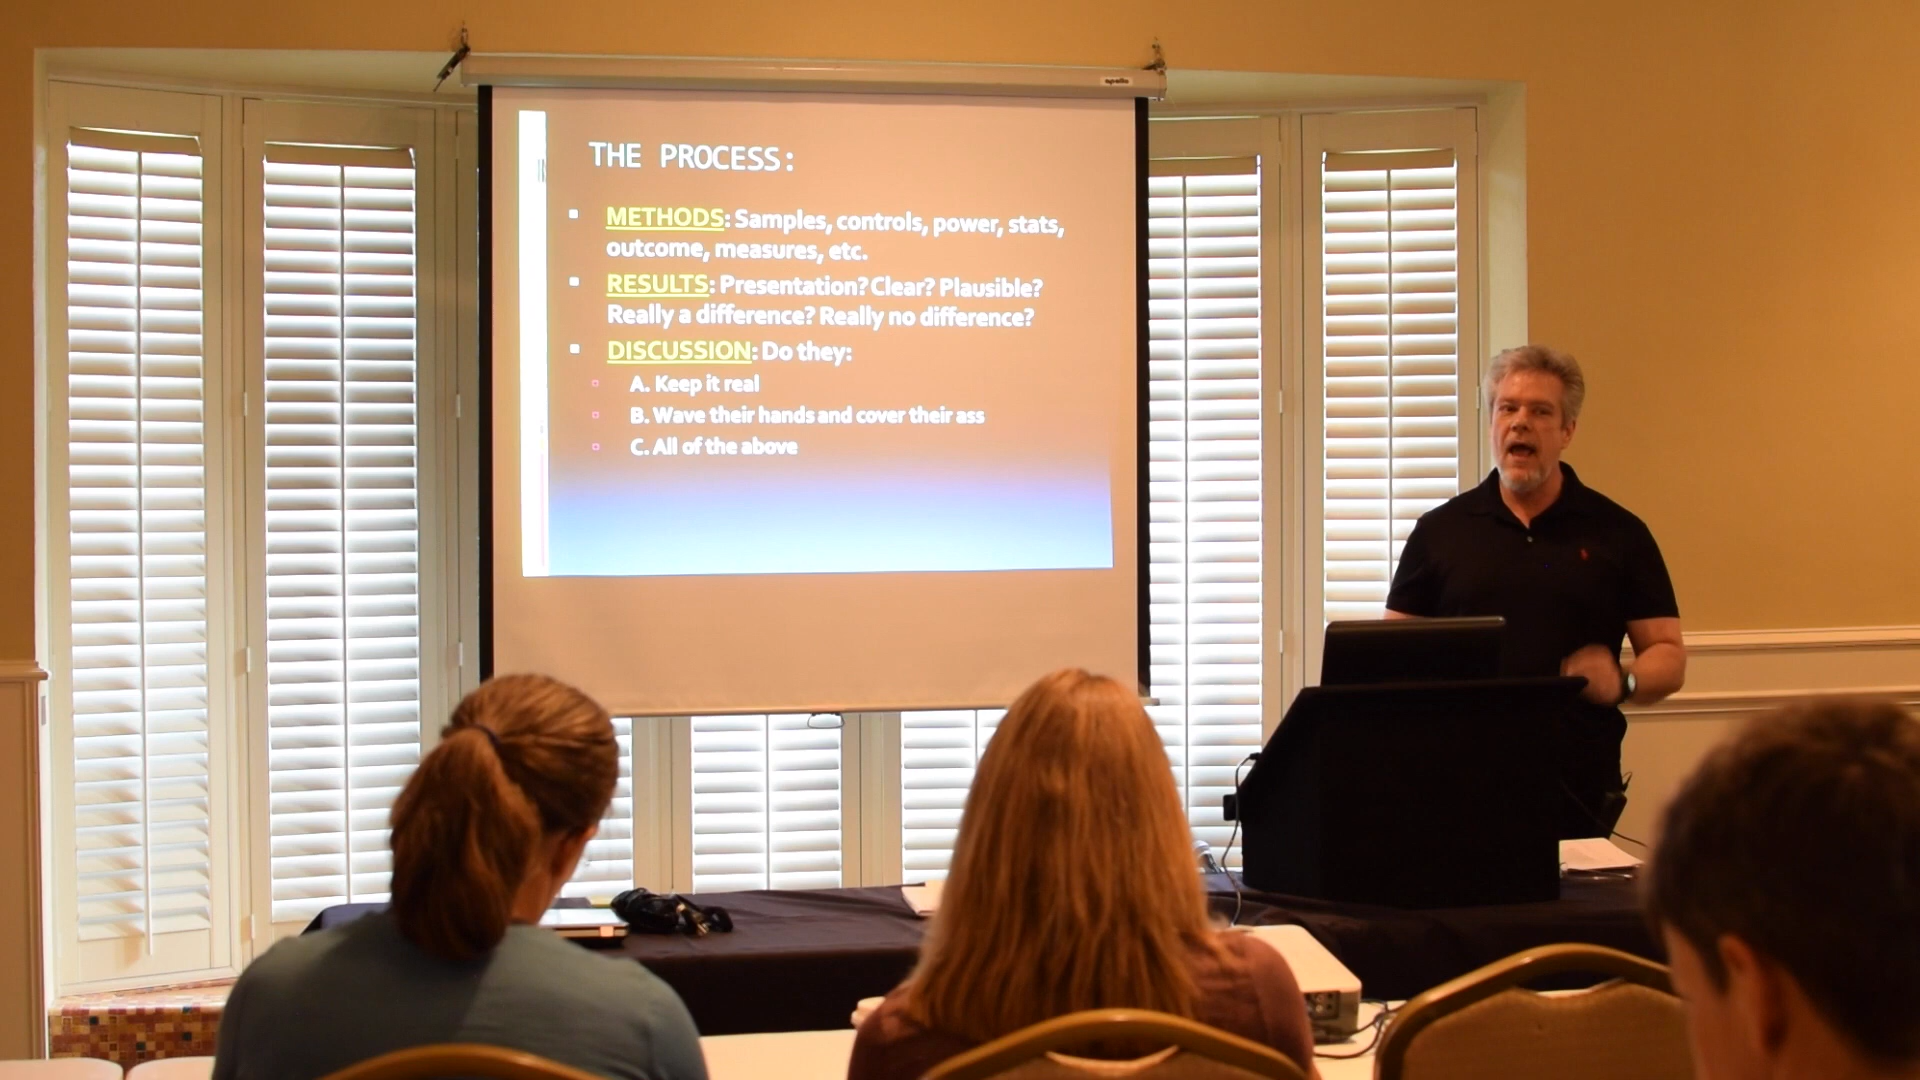 apollo
THE PROCESS:
METHODS: Samples, controls, power, stats,
outcome, measures, etc.
RESULTS: Presentation? Clear? Plausible?
Really a difference? Really no difference?
DISCUSSION: Do they:
A. Keep it real
B. Wave their hands and cover their ass
C. All of the above